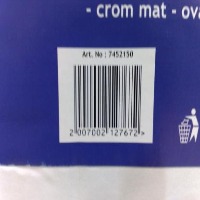 - crom mat - ova
Art. No : 7452150
2 007002 127672 >